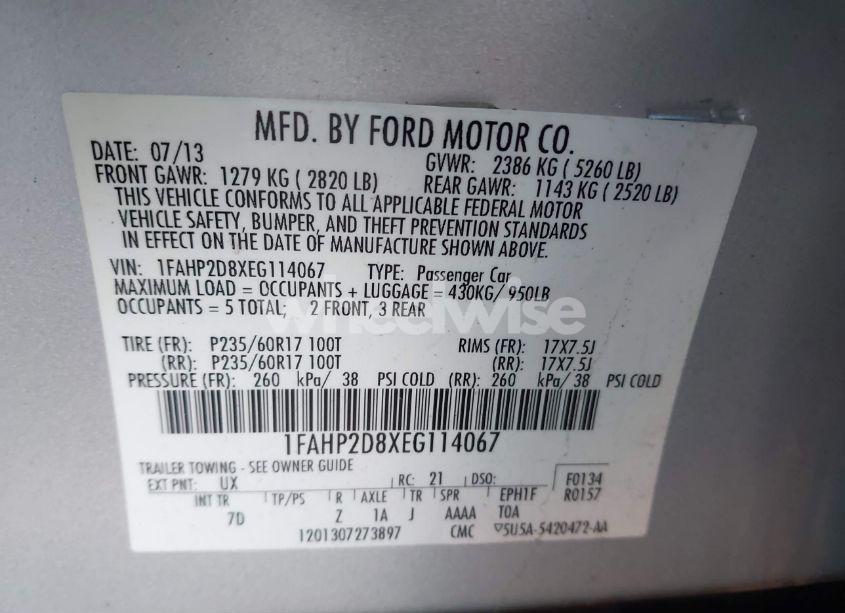 MFD. BY FORD MOTOR CO.
DATE: 07/13 GVWR: 2386 KG ( 5260 LB)
FRONT GAWR: 1279 KG ( 2820 LB) REAR GAWR: 1143 KG ( 2520 LB)
THIS VEHICLE CONFORMS TO ALL APPLICABLE FEDERAL MOTOR
VEHICLE SAFETY, BUMPER, AND THEFT PREVENTION STANDARDS
IN EFFECT ON THE DATE OF MANUFACTURE SHOWN ABOVE.
VIN: 1FAHP2D8XEG114067 TYPE: Passenger Car
MAXIMUM LOAD = OCCUPANTS + LUGGAGE = 430KG/ 950LB
OCCUPANTS = 5 TOTAL; 2 FRONT, 3 REAR
wheelwise
TIRE (FR): P235/60R17 100T RIMS (FR): 17X7.5J
(RR): P235/60R17 100T (RR): 17X7.5J
PRESSURE (FR): 260 kPa/ 38 PSI COLD (RR): 260 kPa/ 38 PSI COLD
1FAHP2D8XEG114067
TRAILER TOWING - SEE OWNER GUIDE
EXT PNT: UX RC: 21 DSO: F0134
INT TR TP/PS R AXLE TR SPR EPH1F R0157
7D Z 1A J AAAA T0A
1201307273897 CMC 5U5A-5420472-AA